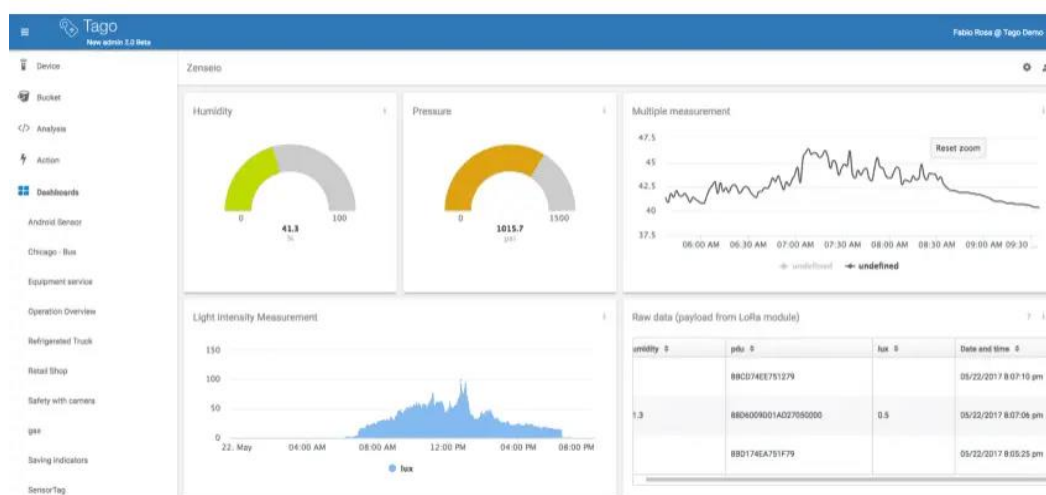 Tago
New admin 2.0 Beta
Fabio Rosa @ Tago Demo
Device
Bucket
</> Analysis
Action
Dashboards
Android Sensor
Chicago - Bus
Equipment service
Operation Overview
Refrigerated Truck
Retail Shop
Safety with camera
gas
Saving indicators
SensorTag
Zenseio
Humidity
0 100
41.3
%
Pressure
0 1500
1015.7
psi
Multiple measurement
Reset zoom
47.5
45
42.5
40
37.5
06:00 AM 06:30 AM 07:00 AM 07:30 AM 08:00 AM 08:30 AM 09:00 AM 09:30 ...
undefined undefined
Light Intensity Measurement
150
100
50
0
22. May 04:00 AM 08:00 AM 12:00 PM 04:00 PM 08:00 PM
lux
Raw data (payload from LoRa module)
umidity pdu lux Date and time
05/22/2017 8:07:10 pm
1.3 0.5 05/22/2017 8:07:06 pm
05/22/2017 8:05:25 pm